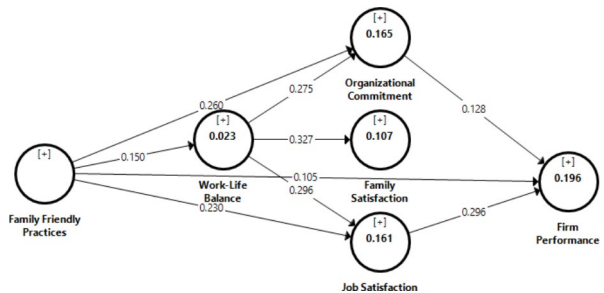 [+]
0.165
Organizational
Commitment
0.260
0.275
0.128
[+]
0.023
0.327
[+]
0.107
[+]
0.150
Work-Life
Balance
0.296
0.105
Family
Satisfaction
[+]
0.196
Family Friendly
Practices
0.230
0.296
Firm
Performance
[+]
0.161
Job Satisfaction